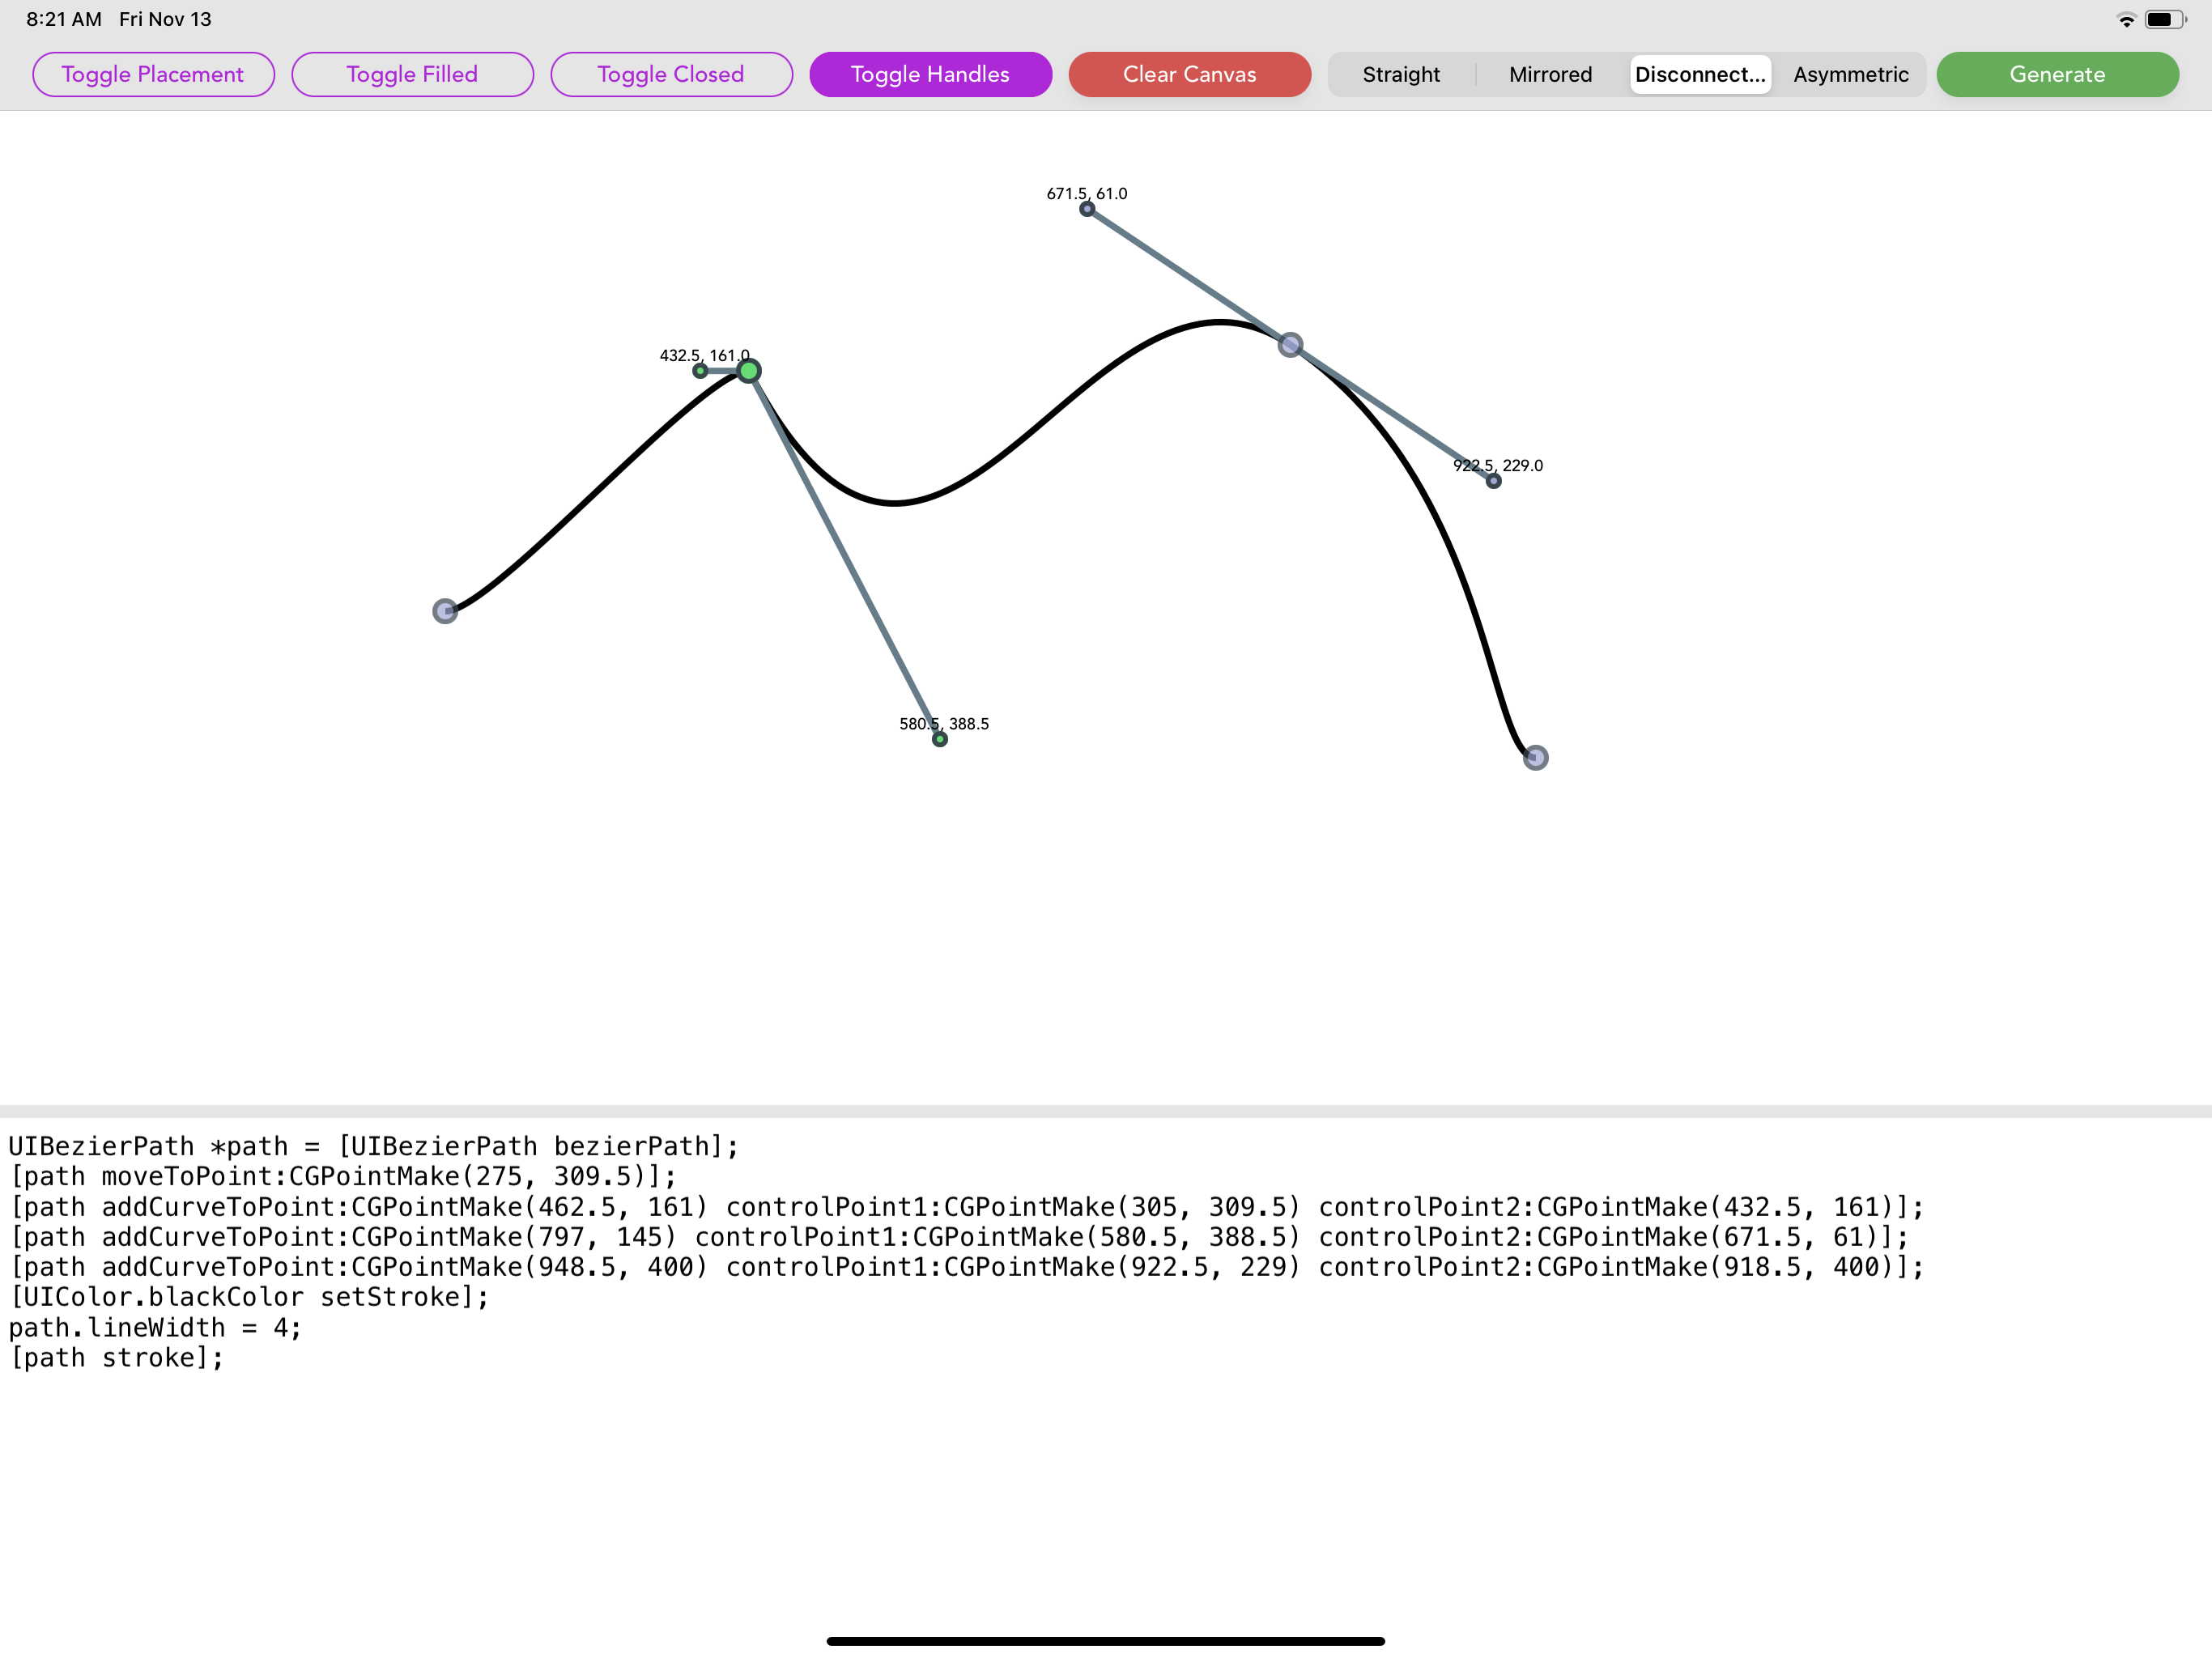 8:21 AM Fri Nov 13
Toggle Placement Toggle Filled Toggle Closed Toggle Handles Clear Canvas Straight Mirrored Disconnect... Asymmetric Generate
671.5, 61.0
432.5, 161.0
922.5, 229.0
580.5, 388.5
UIBezierPath *path = [UIBezierPath bezierPath];
[path moveToPoint:CGPointMake(275, 309.5)];
[path addCurveToPoint:CGPointMake(462.5, 161) controlPoint1:CGPointMake(305, 309.5) controlPoint2:CGPointMake(432.5, 161)];
[path addCurveToPoint:CGPointMake(797, 145) controlPoint1:CGPointMake(580.5, 388.5) controlPoint2:CGPointMake(671.5, 61)];
[path addCurveToPoint:CGPointMake(948.5, 400) controlPoint1:CGPointMake(922.5, 229) controlPoint2:CGPointMake(918.5, 400)];
[UIColor.blackColor setStroke];
path.lineWidth = 4;
[path stroke];